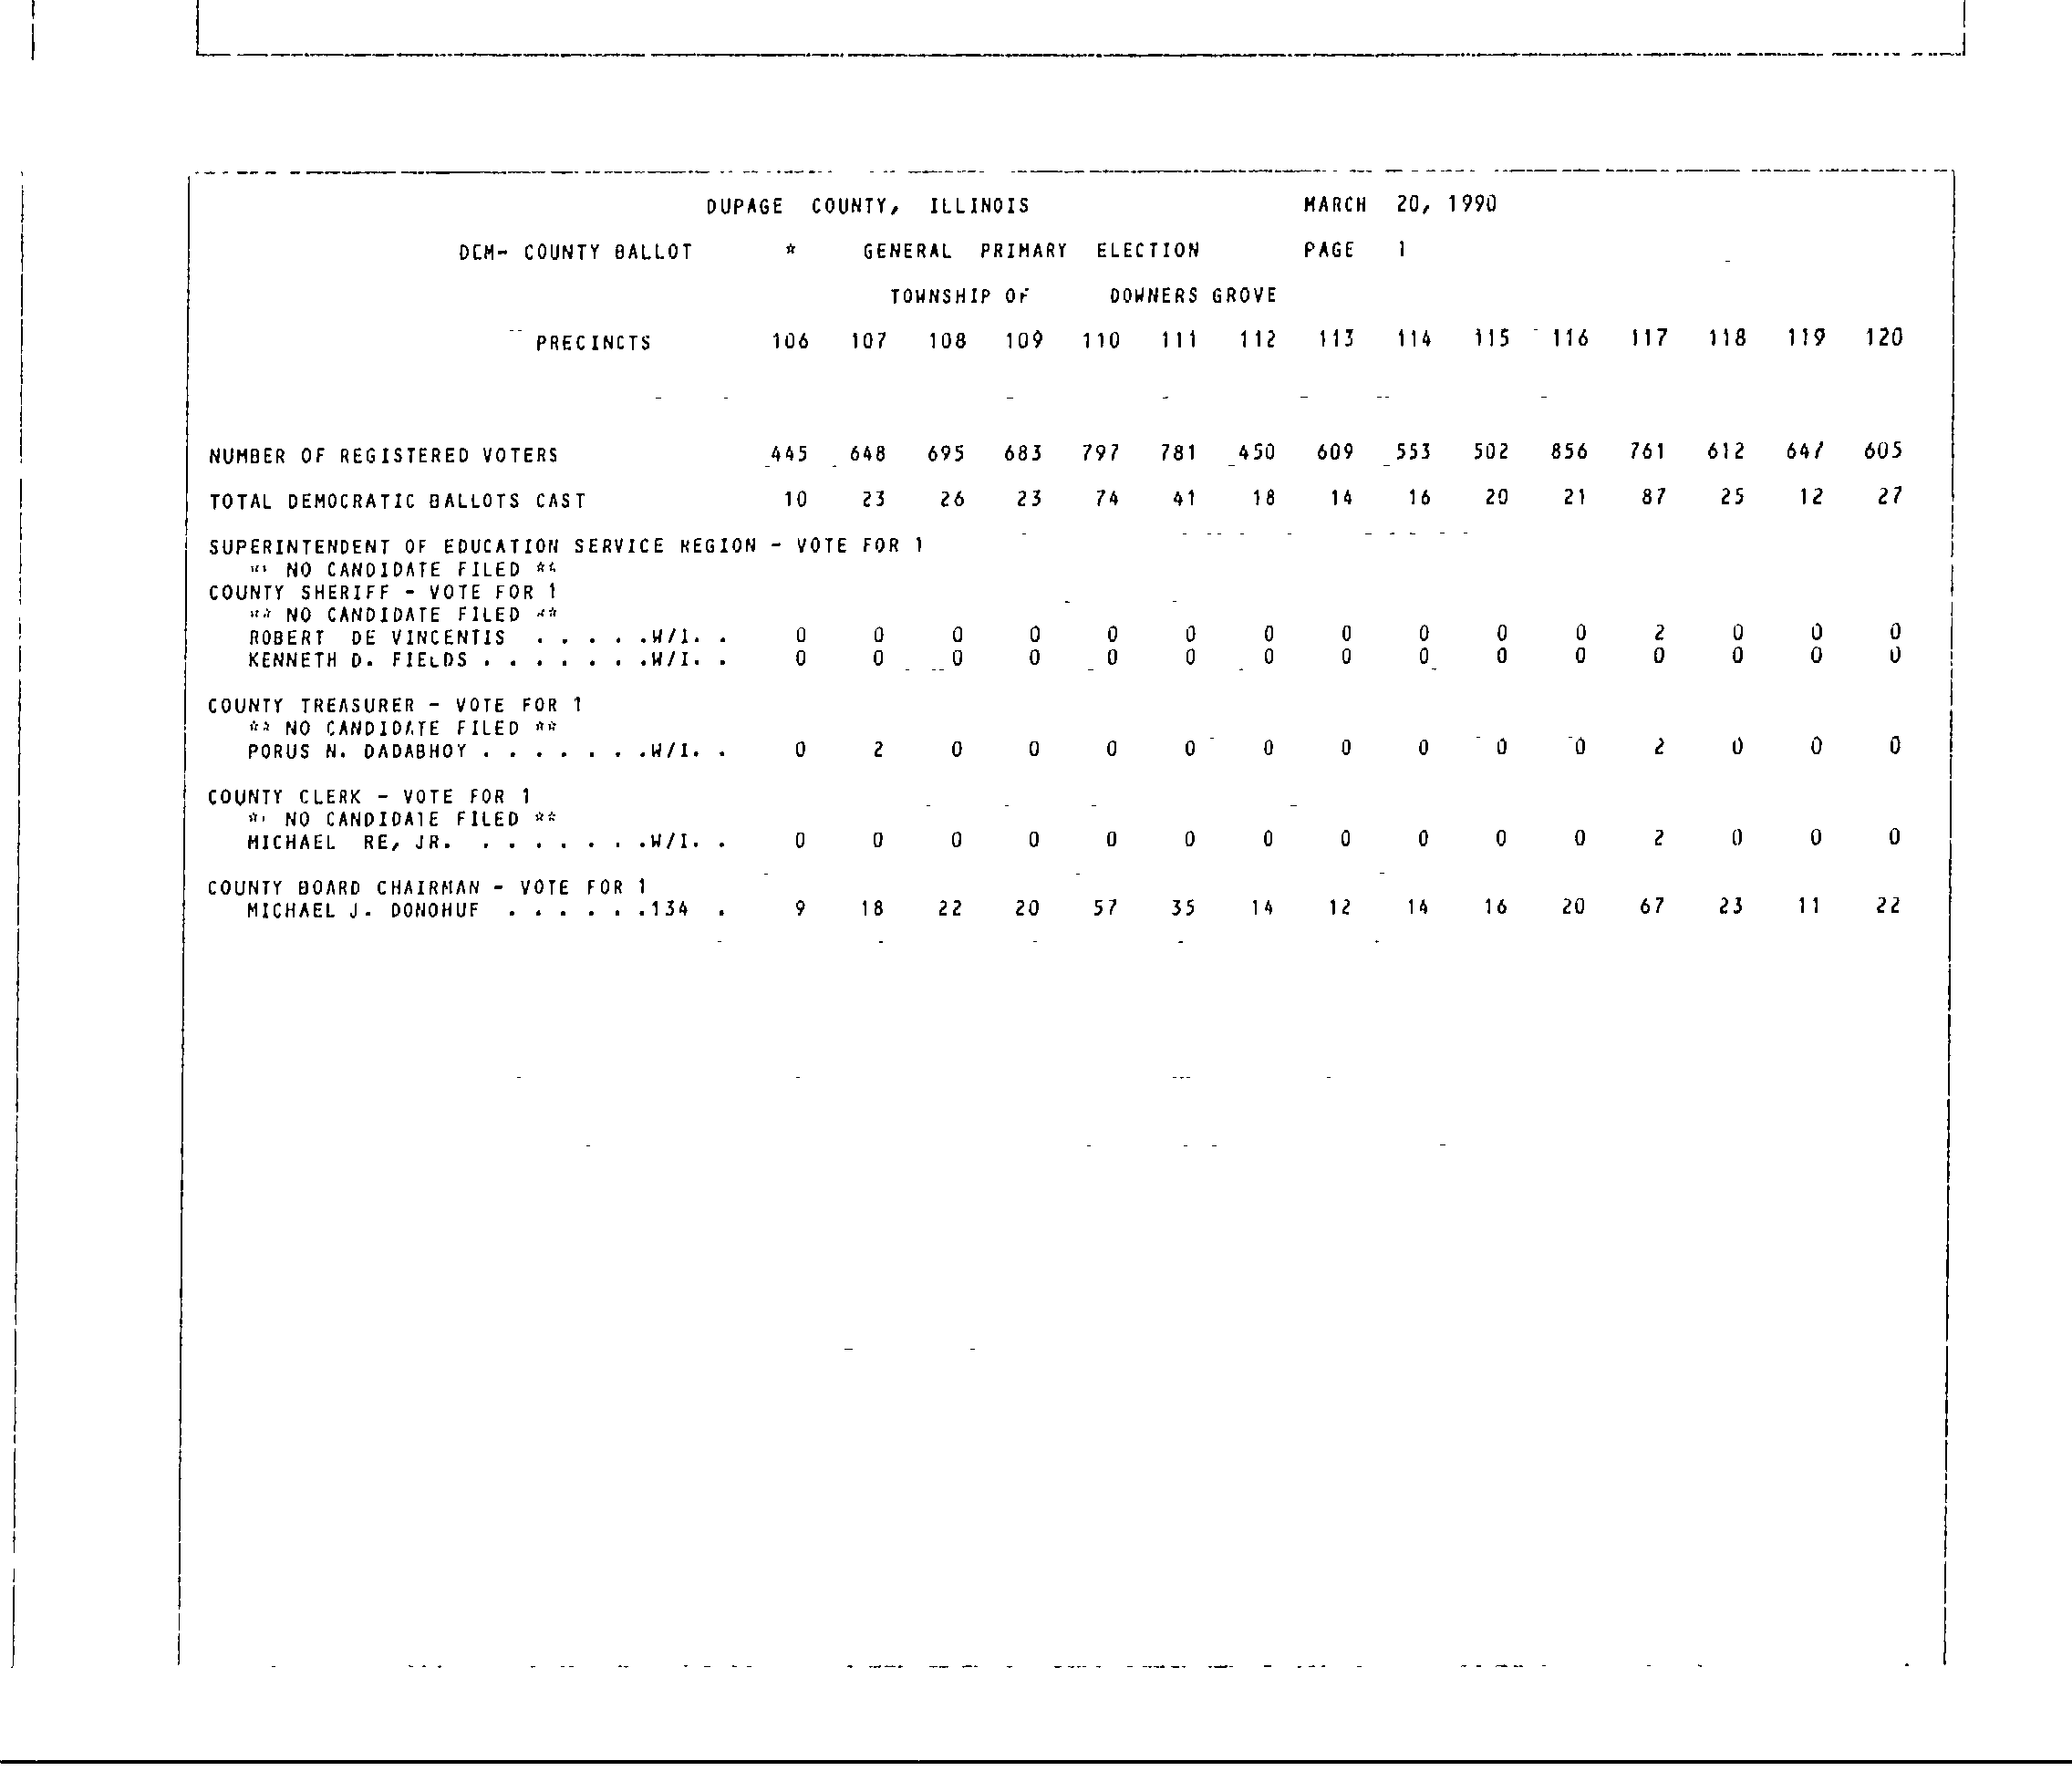 DUPAGE COUNTY, ILLINOIS MARCH 20, 1990
DEM- COUNTY BALLOT * GENERAL PRIMARY ELECTION PAGE 1
TOWNSHIP OF DOWNERS GROVE
PRECINCTS 106 107 108 109 110 111 112 113 114 115 116 117 118 119 120
NUMBER OF REGISTERED VOTERS 445 648 695 683 797 781 450 609 553 502 856 761 612 647 605
TOTAL DEMOCRATIC BALLOTS CAST 10 23 26 23 74 41 18 14 16 20 21 87 25 12 27
SUPERINTENDENT OF EDUCATION SERVICE REGION - VOTE FOR 1
** NO CANDIDATE FILED **
COUNTY SHERIFF - VOTE FOR 1
** NO CANDIDATE FILED **
ROBERT DE VINCENTIS . . . . .W/I. . 0 0 0 0 0 0 0 0 0 0 0 2 0 0 0
KENNETH D. FIELDS . . . . . . .W/I. . 0 0 0 0 0 0 0 0 0 0 0 0 0 0 0
COUNTY TREASURER - VOTE FOR 1
** NO CANDIDATE FILED **
PORUS N. DADABHOY . . . . . . .W/I. . 0 2 0 0 0 0 0 0 0 0 0 2 0 0 0
COUNTY CLERK - VOTE FOR 1
** NO CANDIDATE FILED **
MICHAEL RE, JR. . . . . . . .W/I. . 0 0 0 0 0 0 0 0 0 0 0 2 0 0 0
COUNTY BOARD CHAIRMAN - VOTE FOR 1
MICHAEL J. DONOHUE . . . . . .134 . 9 18 22 20 57 35 14 12 14 16 20 67 23 11 22